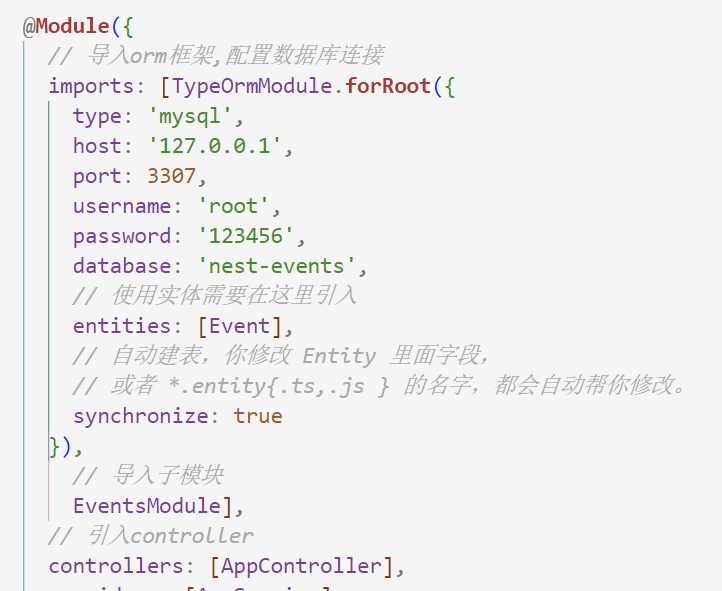 @Module({
// 导入orm框架,配置数据库连接
imports: [TypeOrmModule.forRoot({
type: 'mysql',
host: '127.0.0.1',
port: 3307,
username: 'root',
password: '123456',
database: 'nest-events',
// 使用实体需要在这里引入
entities: [Event],
// 自动建表，你修改 Entity 里面字段，
// 或者 *.entity{.ts,.js } 的名字，都会自动帮你修改。
synchronize: true
}),
// 导入子模块
EventsModule],
// 引入controller
controllers: [AppController],